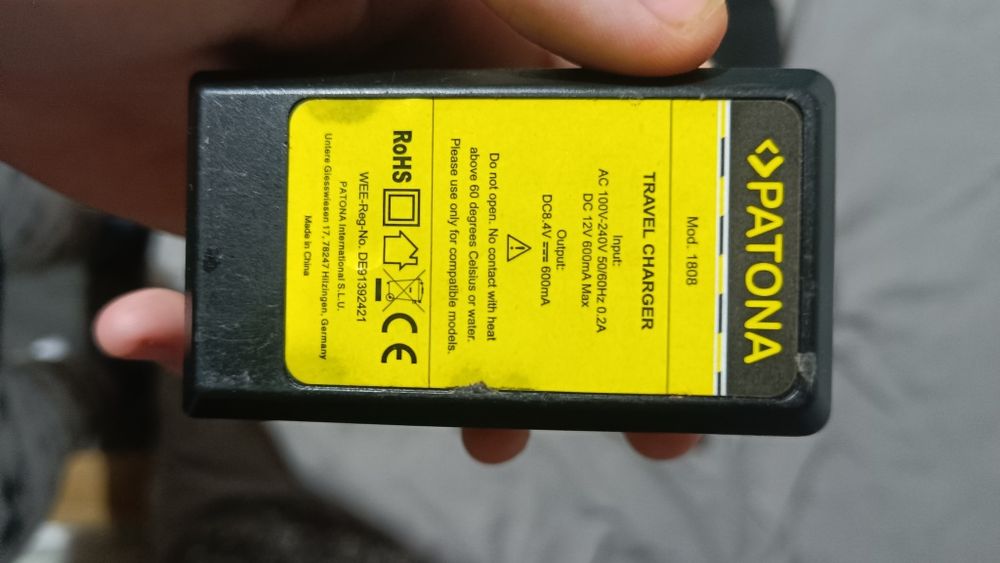 PATONA
Mod. 1808
TRAVEL CHARGER
Input:
AC 100V-240V 50/60Hz 0.2A
DC 12V 600mA Max
Output:
DC8.4V ⎓ 600mA
Do not open. No contact with heat
above 60 degrees Celsius or water.
Please use only for compatible models.
RoHS CE
WEE-Reg-No. DE91392421
PATONA International S.L.U.
Untere Giesswiesen 17, 78247 Hilzingen, Germany
Made in China